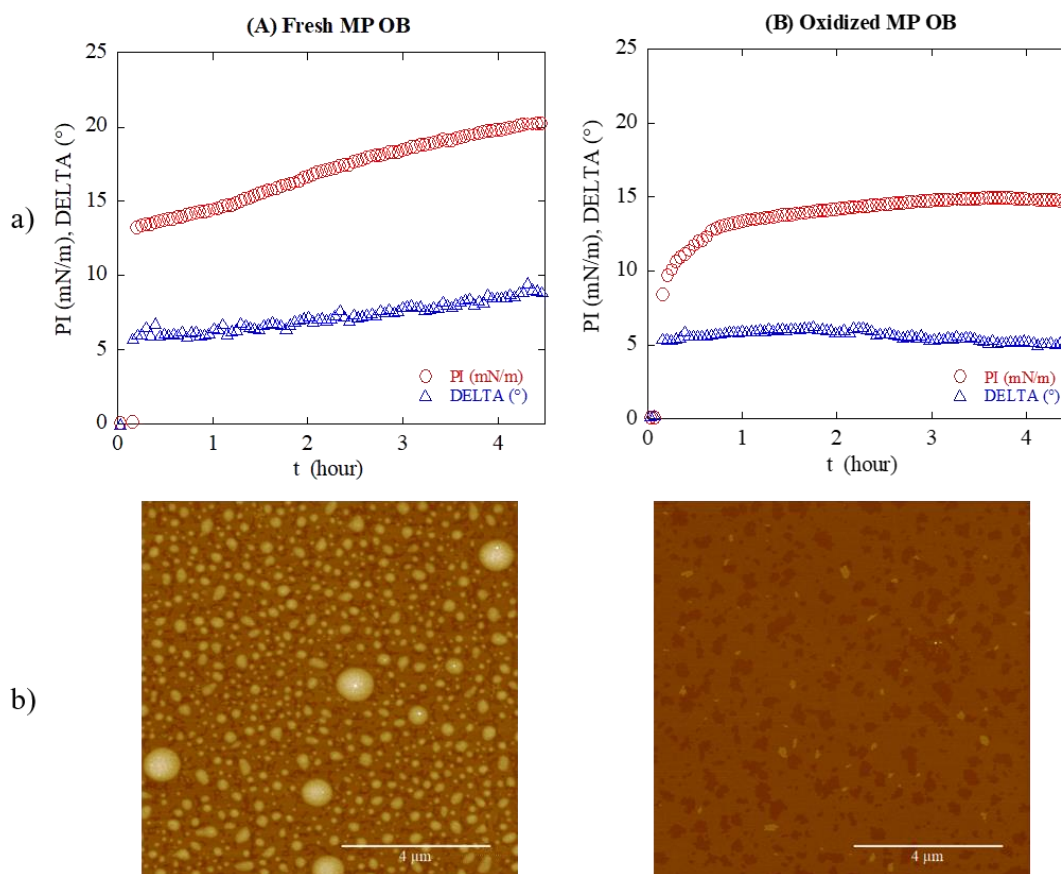 (A) Fresh MP OB
(B) Oxidized MP OB
a)
PI (mN/m), DELTA (°)
25
20
15
10
5
0
0
1
2
3
4
t (hour)
PI (mN/m)
DELTA (°)
PI (mN/m), DELTA (°)
25
20
15
10
5
0
0
1
2
3
4
t (hour)
PI (mN/m)
DELTA (°)
b)
4 µm
4 µm